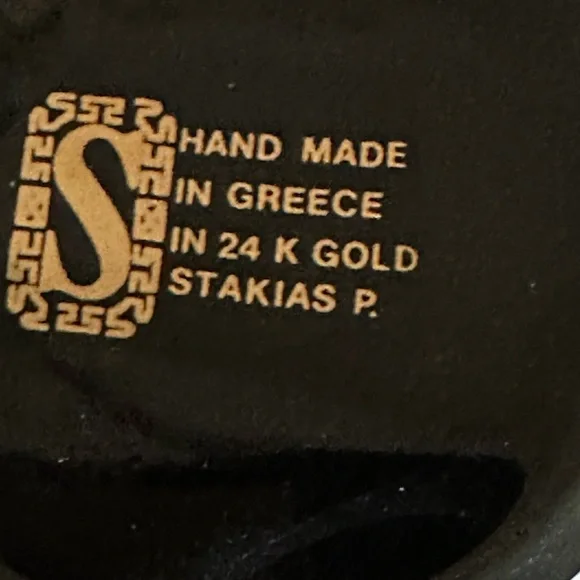 S
HAND MADE
IN GREECE
IN 24 K GOLD
STAKIAS P.